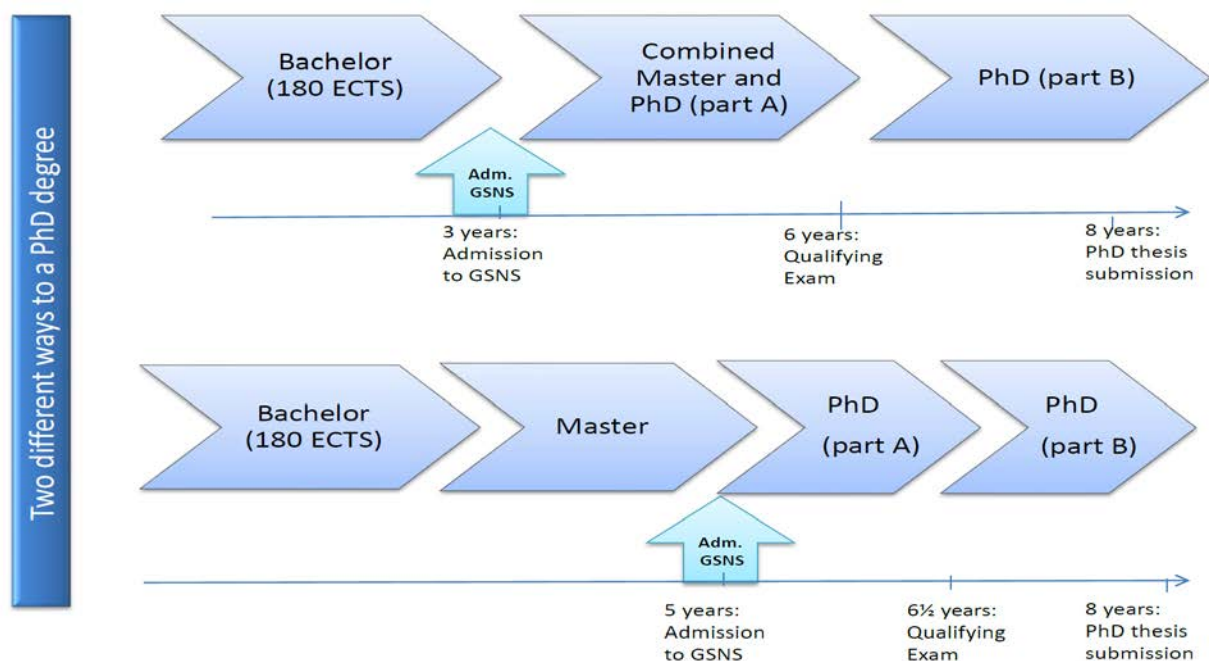 Two different ways to a PhD degree
Bachelor
(180 ECTS)
Combined
Master and
PhD (part A)
PhD (part B)
Adm.
GSNS
3 years:
Admission
to GSNS
6 years:
Qualifying
Exam
8 years:
PhD thesis
submission
Bachelor
(180 ECTS)
Master
PhD
(part A)
PhD
(part B)
Adm.
GSNS
5 years:
Admission
to GSNS
6½ years:
Qualifying
Exam
8 years:
PhD thesis
submission